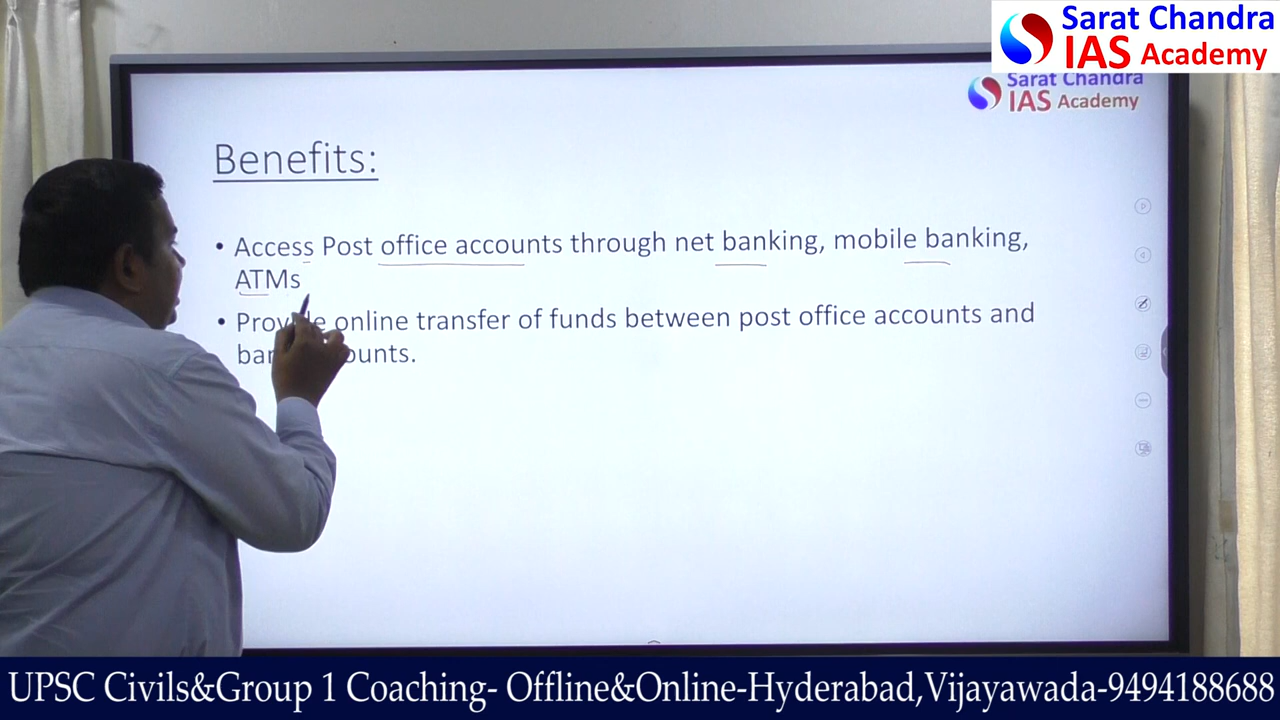 Sarat Chandra
IAS Academy
Sarat Chandra
IAS Academy
Benefits:
• Access Post office accounts through net banking, mobile banking,
ATMs
• Provide online transfer of funds between post office accounts and
UPSC Civils&Group 1 Coaching- Offline&Online-Hyderabad,Vijayawada-9494188688